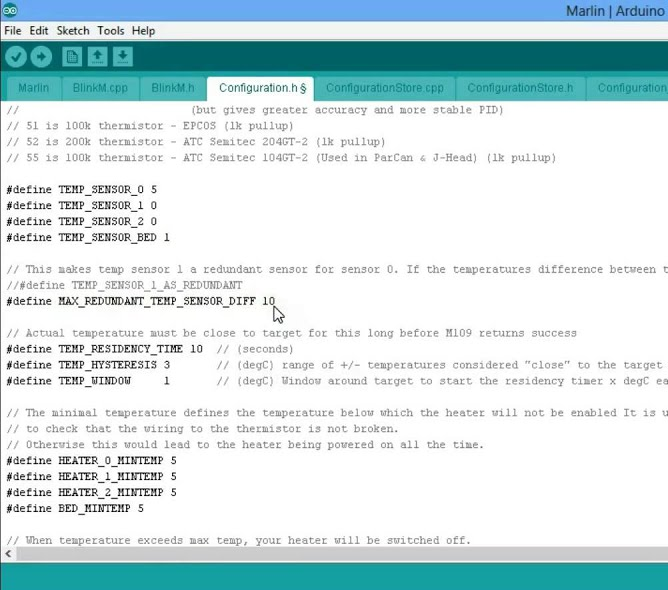 Marlin | Arduino
File Edit Sketch Tools Help
Marlin BlinkM.cpp BlinkM.h Configuration.h § ConfigurationStore.cpp ConfigurationStore.h Configuration
// (but gives greater accuracy and more stable PID)
// 51 is 100k thermistor - EPCOS (1k pullup)
// 52 is 200k thermistor - ATC Semitec 204GT-2 (1k pullup)
// 55 is 100k thermistor - ATC Semitec 104GT-2 (Used in ParCan & J-Head) (1k pullup)
#define TEMP_SENSOR_0 5
#define TEMP_SENSOR_1 0
#define TEMP_SENSOR_2 0
#define TEMP_SENSOR_BED 1
// This makes temp sensor 1 a redundant sensor for sensor 0. If the temperatures difference between t
//#define TEMP_SENSOR_1_AS_REDUNDANT
#define MAX_REDUNDANT_TEMP_SENSOR_DIFF 10
// Actual temperature must be close to target for this long before M109 returns success
#define TEMP_RESIDENCY_TIME 10 // (seconds)
#define TEMP_HYSTERESIS 3 // (degC) range of +/- temperatures considered "close" to the target
#define TEMP_WINDOW 1 // (degC) Window around target to start the residency timer x degC ea
// The minimal temperature defines the temperature below which the heater will not be enabled It is u
// to check that the wiring to the thermistor is not broken.
// Otherwise this would lead to the heater being powered on all the time.
#define HEATER_0_MINTEMP 5
#define HEATER_1_MINTEMP 5
#define HEATER_2_MINTEMP 5
#define BED_MINTEMP 5
// When temperature exceeds max temp, your heater will be switched off.